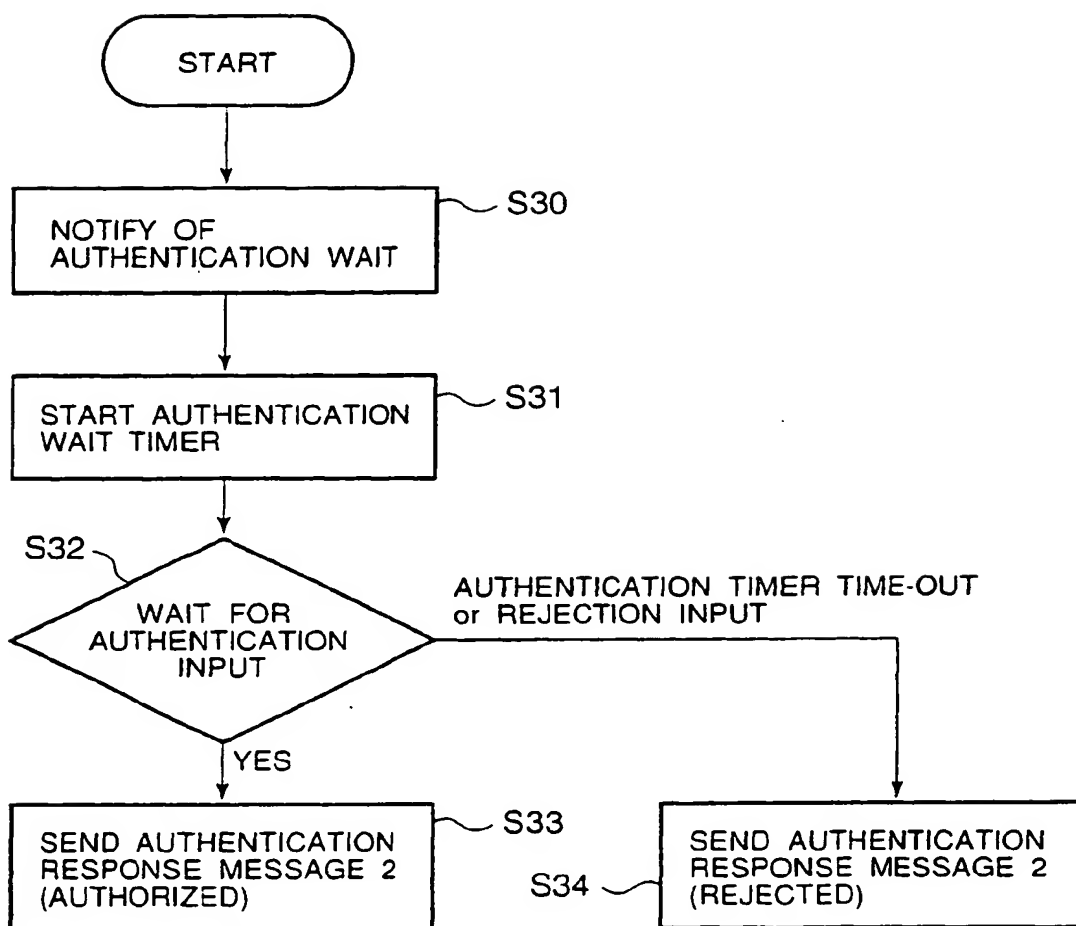 START
S30
NOTIFY OF
AUTHENTICATION WAIT
S31
START AUTHENTICATION
WAIT TIMER
S32
WAIT FOR
AUTHENTICATION
INPUT
AUTHENTICATION TIMER TIME-OUT
or REJECTION INPUT
YES
S33
SEND AUTHENTICATION
RESPONSE MESSAGE 2
(AUTHORIZED)
S34
SEND AUTHENTICATION
RESPONSE MESSAGE 2
(REJECTED)